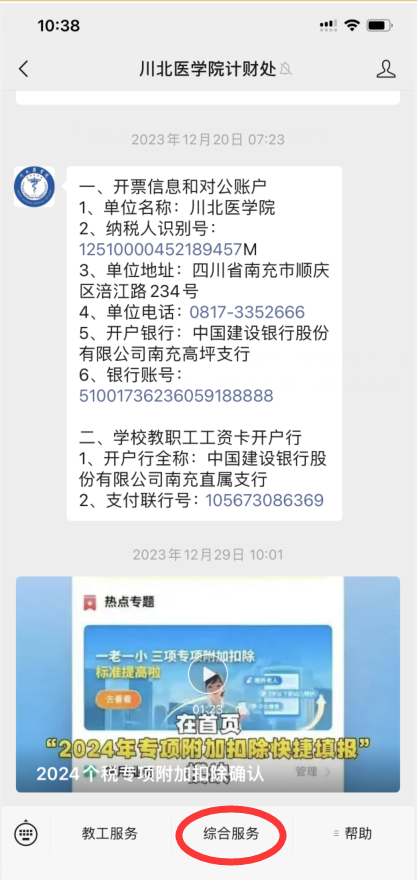 10:38
川北医学院计财处
2023年12月20日 07:23
一、开票信息和对公账户
1、单位名称：川北医学院
2、纳税人识别号：
12510000452189457M
3、单位地址：四川省南充市顺庆
区涪江路234号
4、单位电话：0817-3352666
5、开户银行：中国建设银行股份
有限公司南充高坪支行
6、银行账号：
51001736236059188888
二、学校教职工工资卡开户行
1、开户行全称：中国建设银行股
份有限公司南充直属支行
2、支付联行号：105673086369
2023年12月29日 10:01
热点专题
一老一小 三项专项附加扣除
标准提高啦
去看看
01:23
在首页
“2024年专项附加扣除快捷填报”
2024个税专项附加扣除确认
管理
教工服务
综合服务
帮助